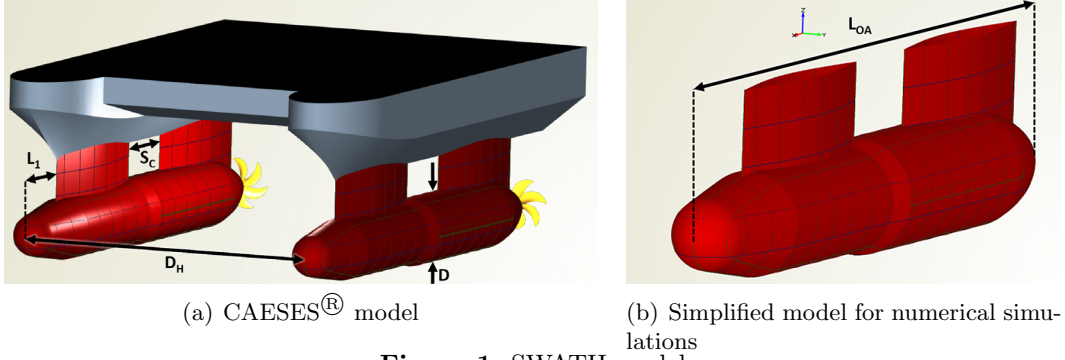 L1
SC
DH
D
Z
X
Y
LOA
(a) CAESES® model
(b) Simplified model for numerical simu-
lations
Figure 1. SWATH model